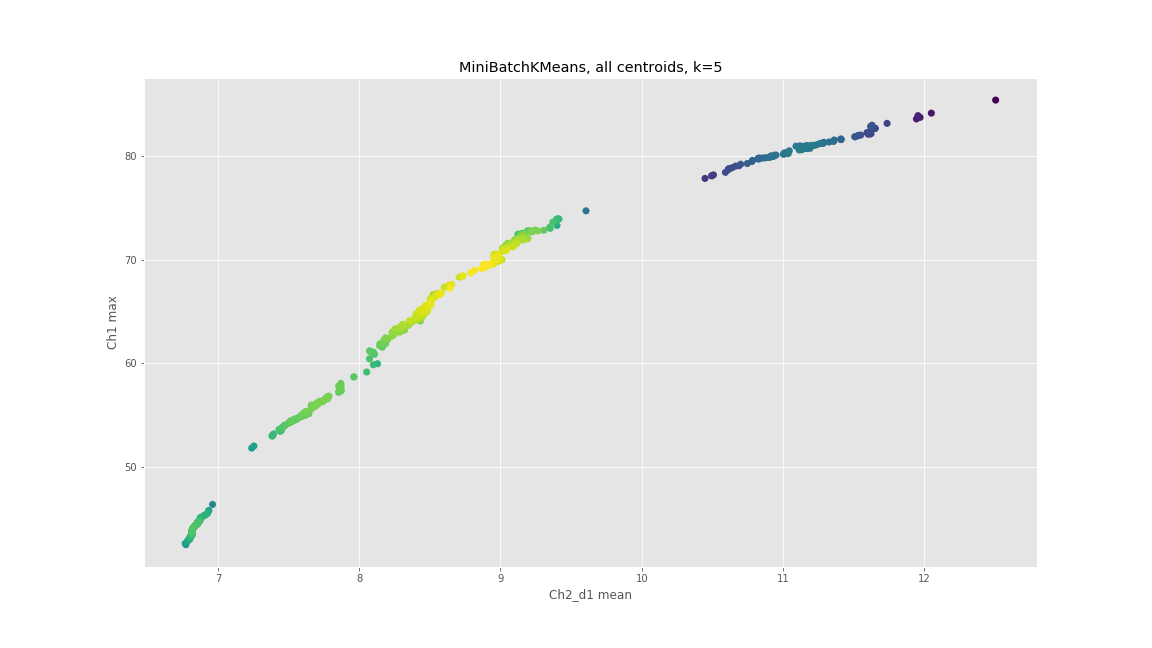 MiniBatchKMeans, all centroids, k=5
80
70
60
50
Ch1 max
7 8 9 10 11 12
Ch2_d1 mean